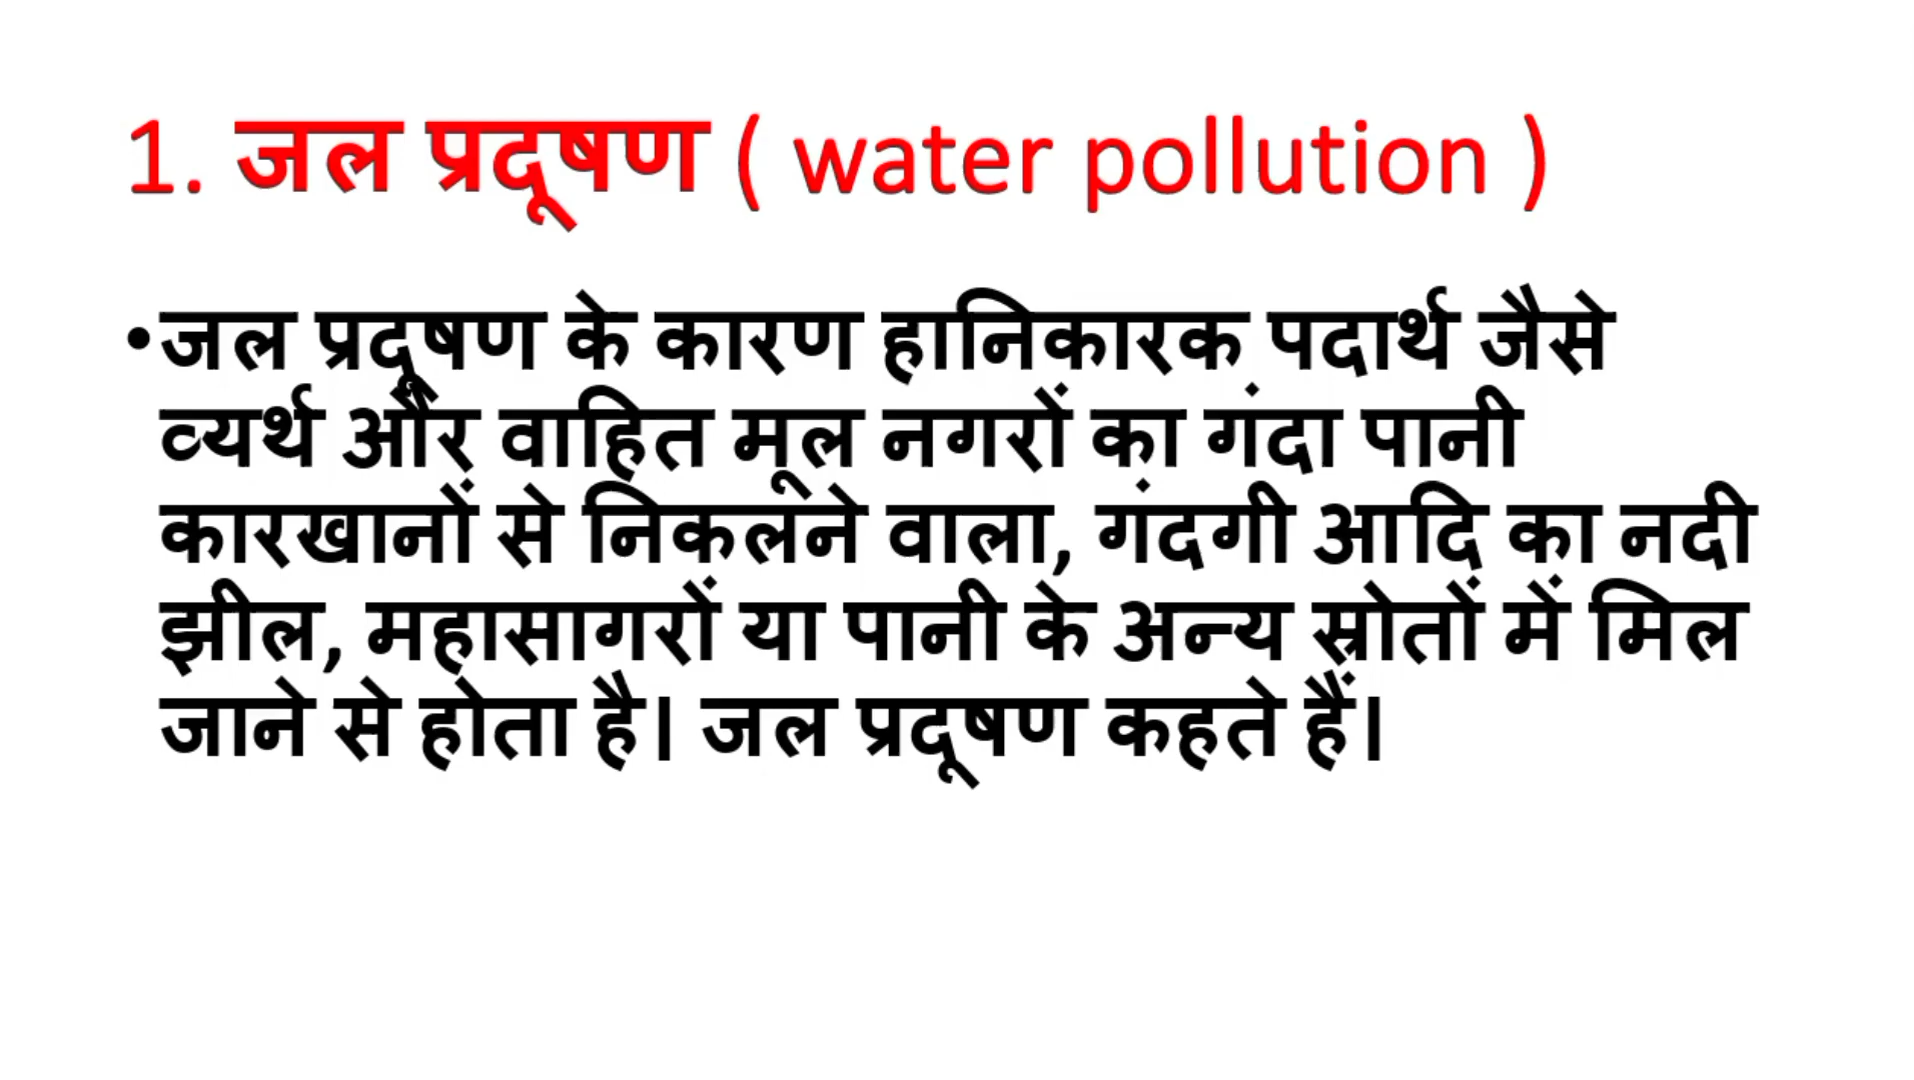 1. जल प्रदूषण ( water pollution )
•जल प्रदूषण के कारण हानिकारक पदार्थ जैसे
व्यर्थ और वाहित मूल नगरों का गंदा पानी
कारखानों से निकलने वाला, गंदगी आदि का नदी
झील, महासागरों या पानी के अन्य स्रोतों में मिल
जाने से होता है। जल प्रदूषण कहते हैं।